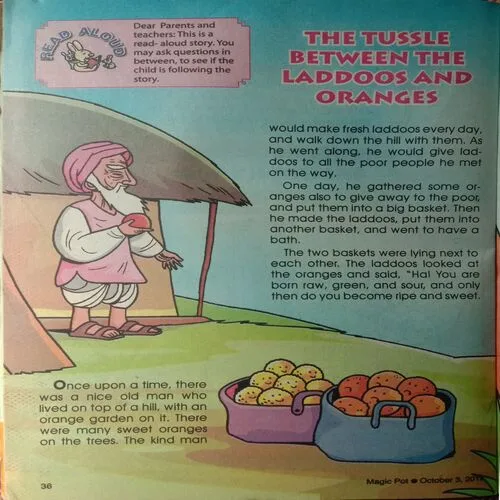 READ ALOUD
Dear Parents and
teachers: This is a
read- aloud story. You
may ask questions in
between, to see if the
child is following the
story.
THE TUSSLE
BETWEEN THE
LADDOOS AND
ORANGES
Once upon a time, there
was a nice old man who
lived on top of a hill, with an
orange garden on it. There
were many sweet oranges
on the trees. The kind man
would make fresh laddoos every day,
and walk down the hill with them. As
he went along, he would give lad-
doos to all the poor people he met
on the way.
One day, he gathered some or-
anges also to give away to the poor,
and put them into a big basket. Then
he made the laddoos, put them into
another basket, and went to have a
bath.
The two baskets were lying next to
each other. The laddoos looked at
the oranges and said, "Ha! You are
born raw, green, and sour, and only
then do you become ripe and sweet.
36
Magic Pot ● October 3,